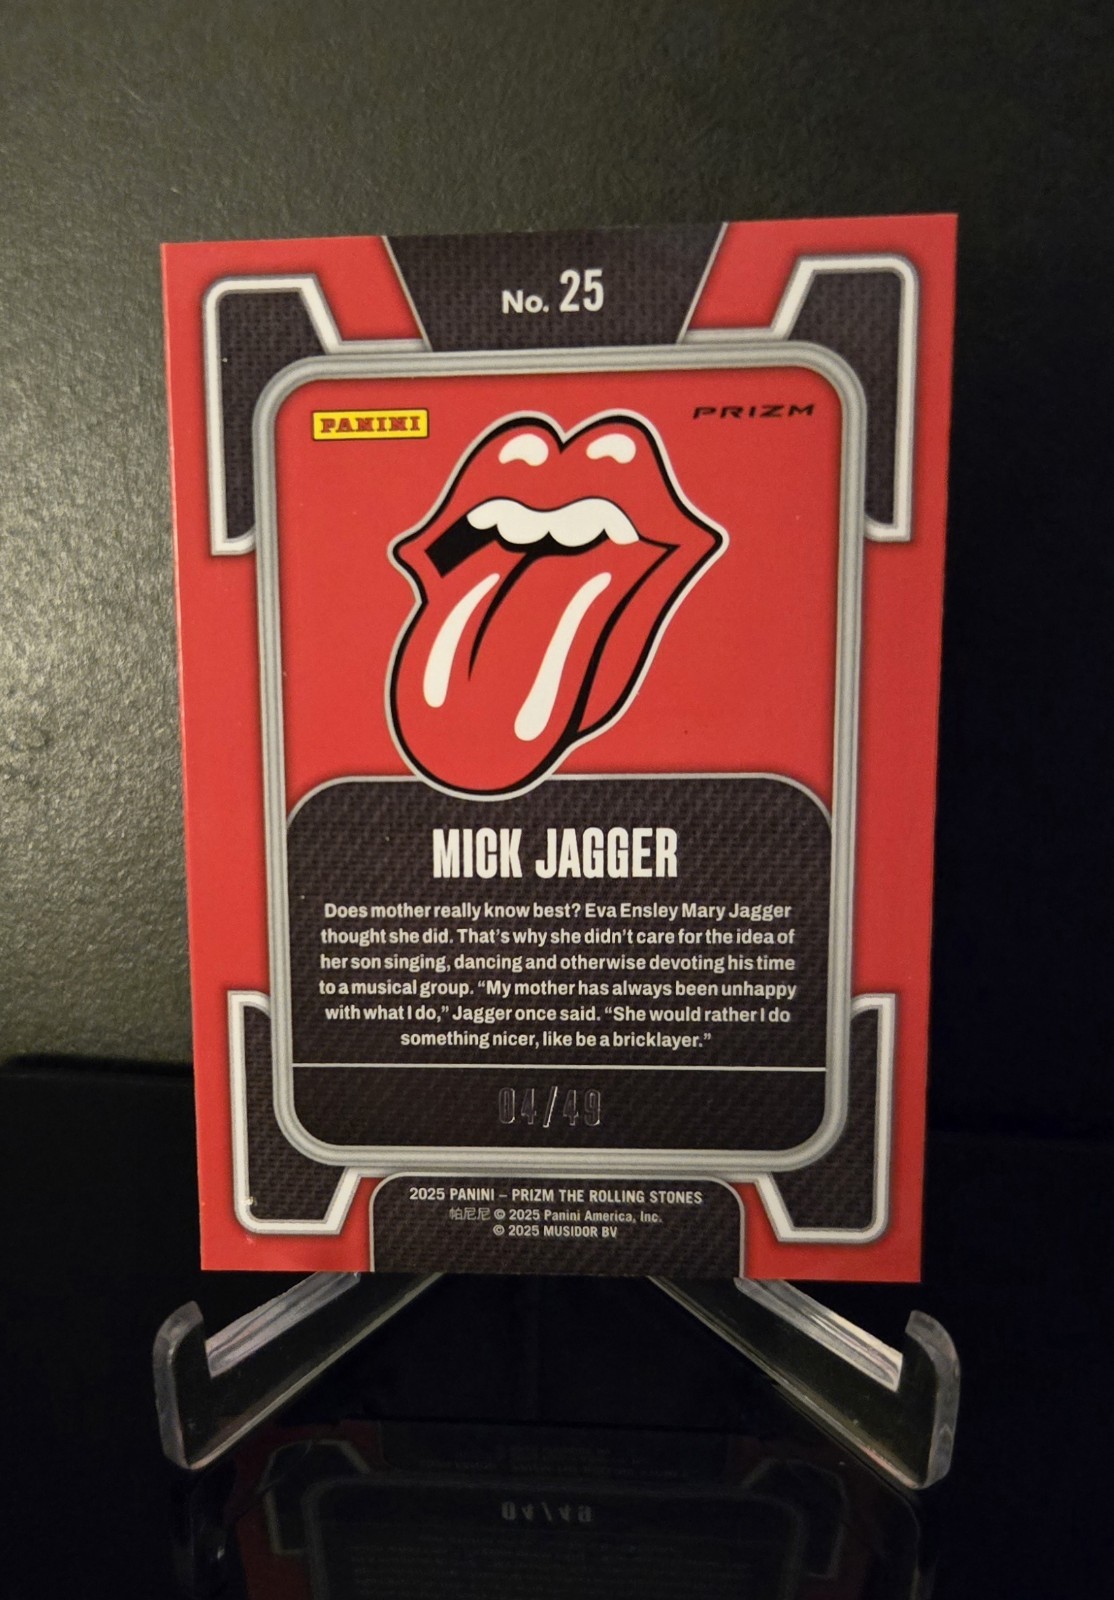 No. 25
PANINI
PRIZM
MICK JAGGER
Does mother really know best? Eva Ensley Mary Jagger
thought she did. That's why she didn't care for the idea of
her son singing, dancing and otherwise devoting his time
to a musical group. “My mother has always been unhappy
with what I do,” Jagger once said. “She would rather I do
something nicer, like be a bricklayer.”
04/49
2025 PANINI – PRIZM THE ROLLING STONES
帕尼尼 © 2025 Panini America, Inc.
© 2025 MUSIDOR BV